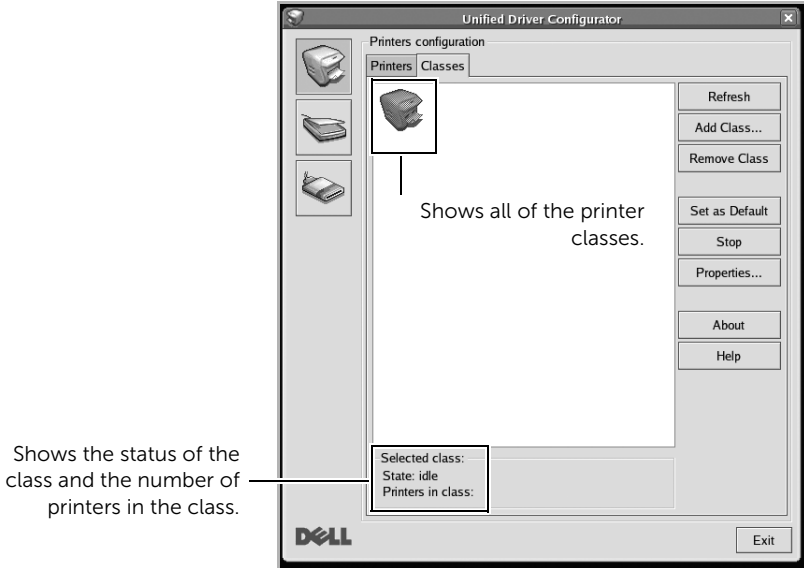 Unified Driver Configurator
Printers configuration
Printers Classes
Refresh
Add Class...
Remove Class
Set as Default
Stop
Properties...
About
Help
Shows all of the printer
classes.
Selected class:
State: idle
Printers in class:
Shows the status of the
class and the number of
printers in the class.
DELL
Exit